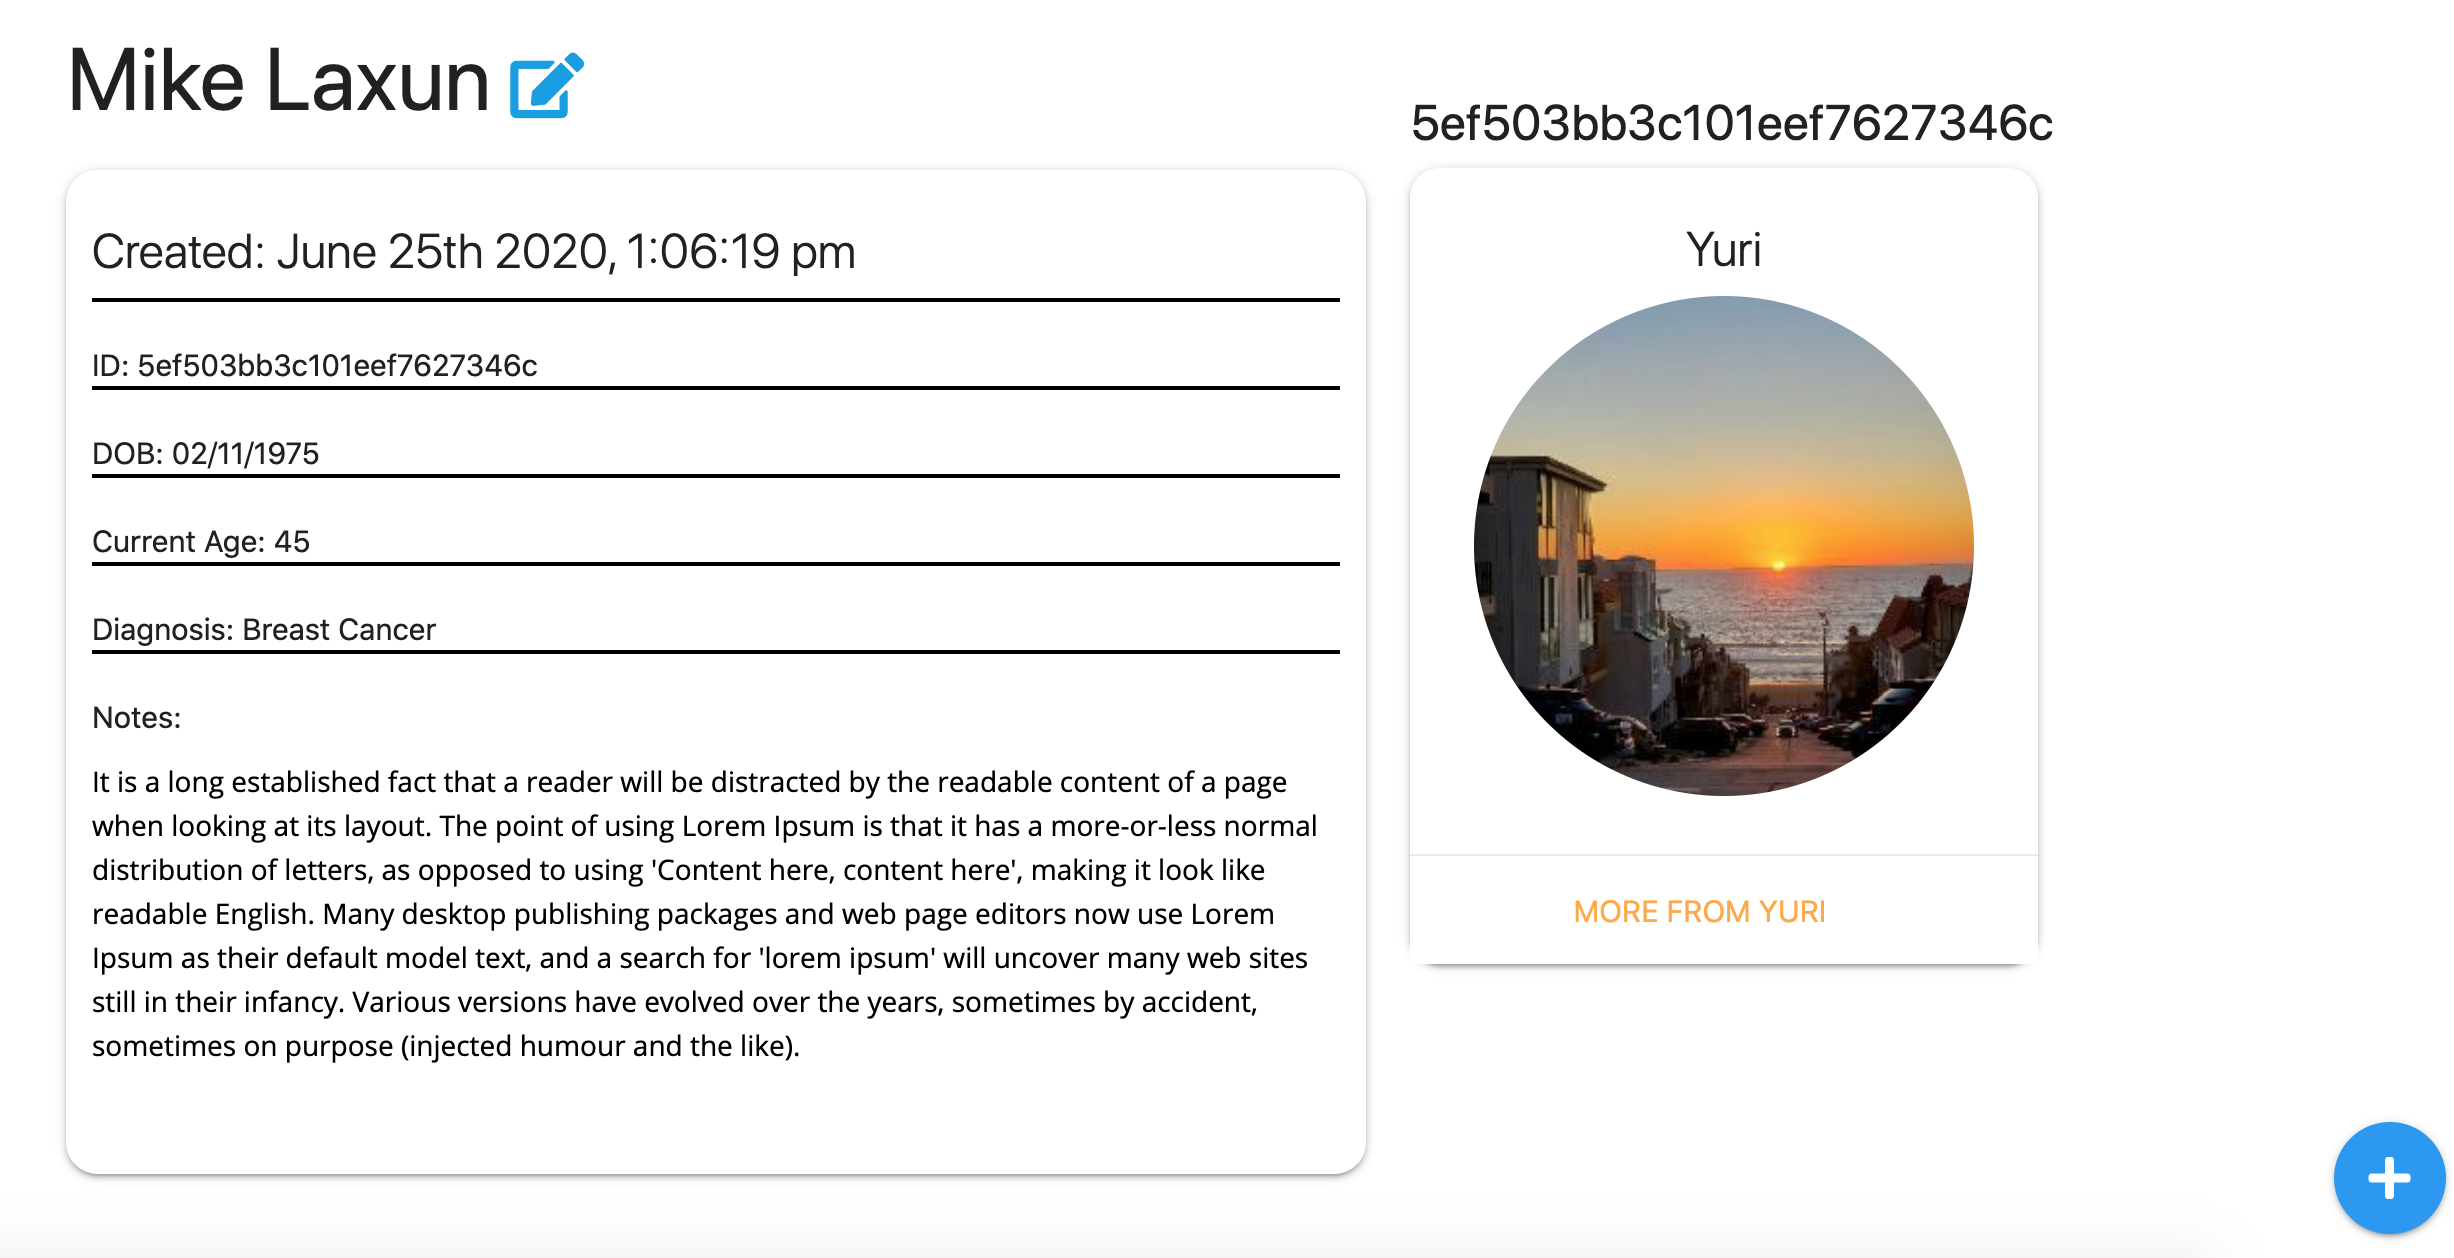 Mike Laxun
5ef503bb3c101eef7627346c
Created: June 25th 2020, 1:06:19 pm
ID: 5ef503bb3c101eef7627346c
DOB: 02/11/1975
Current Age: 45
Diagnosis: Breast Cancer
Notes:
It is a long established fact that a reader will be distracted by the readable content of a page
when looking at its layout. The point of using Lorem Ipsum is that it has a more-or-less normal
distribution of letters, as opposed to using 'Content here, content here', making it look like
readable English. Many desktop publishing packages and web page editors now use Lorem
Ipsum as their default model text, and a search for 'lorem ipsum' will uncover many web sites
still in their infancy. Various versions have evolved over the years, sometimes by accident,
sometimes on purpose (injected humour and the like).
Yuri
MORE FROM YURI